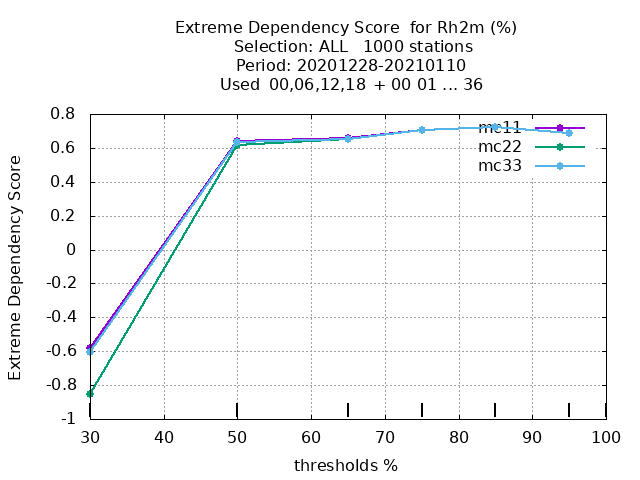 Extreme Dependency Score  for Rh2m (%)
Selection: ALL   1000 stations
Period: 20201228-20210110
Used  00,06,12,18  + 00 01 ... 36
Extreme Dependency Score
0.8
0.6
0.4
0.2
0
-0.2
-0.4
-0.6
-0.8
-1
mc11
mc22
mc33
30 40 50 60 70 80 90 100
thresholds %